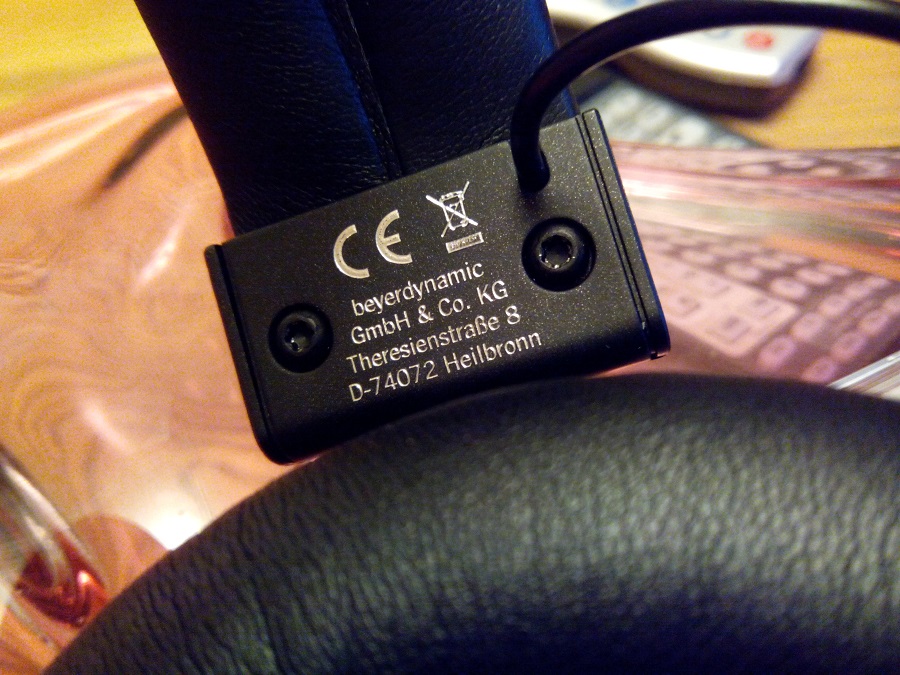 CE
beyerdynamic
GmbH & Co. KG
Theresienstraße 8
D-74072 Heilbronn